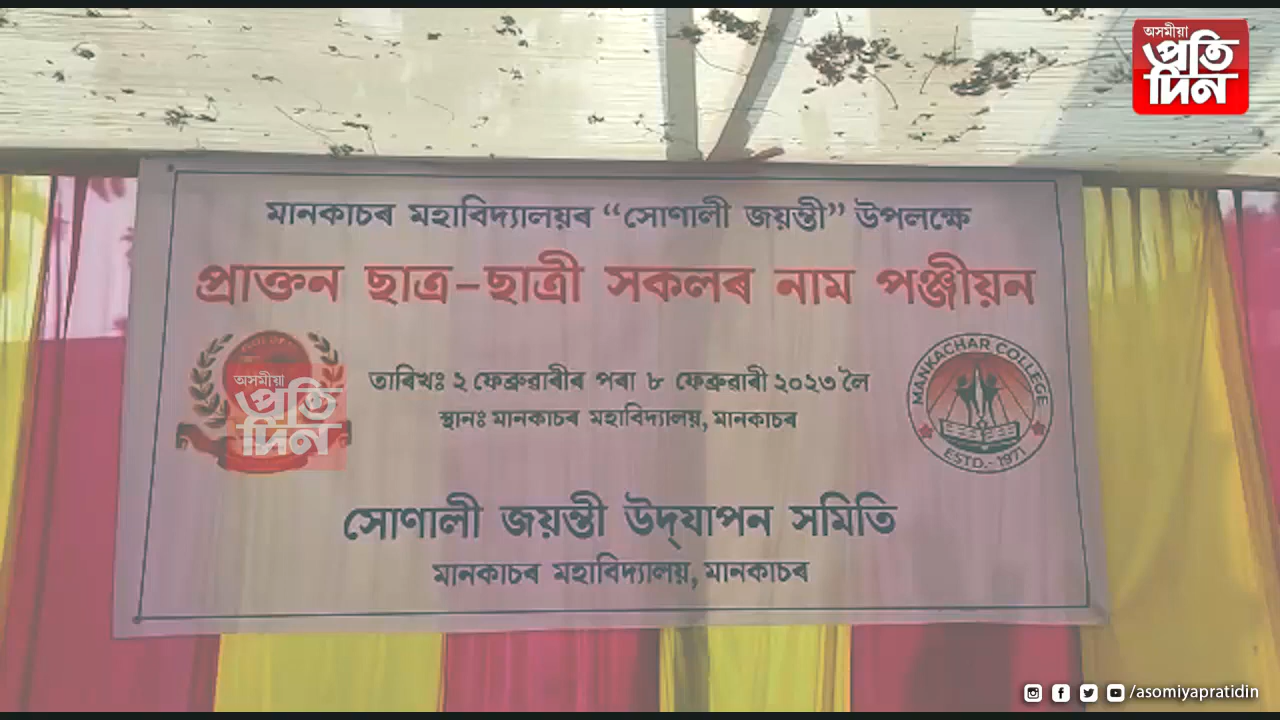 অসমীয়া
প্ৰতি
দিন
মানকাচৰ মহাবিদ্যালয়ৰ “সোণালী জয়ন্তী” উপলক্ষে
প্ৰাক্তন ছাত্ৰ-ছাত্ৰী সকলৰ নাম পঞ্জীয়ন
তাৰিখঃ ২ ফেব্ৰুৱাৰীৰ পৰা ৮ ফেব্ৰুৱাৰী ২০২৩ লৈ
স্থানঃ মানকাচৰ মহাবিদ্যালয়, মানকাচৰ
অসমীয়া
প্ৰতি
দিন
MANKACHAR COLLEGE
ESTD.-1971
সোণালী জয়ন্তী উদ্‌যাপন সমিতি
মানকাচৰ মহাবিদ্যালয়, মানকাচৰ
/asomiyapratidin